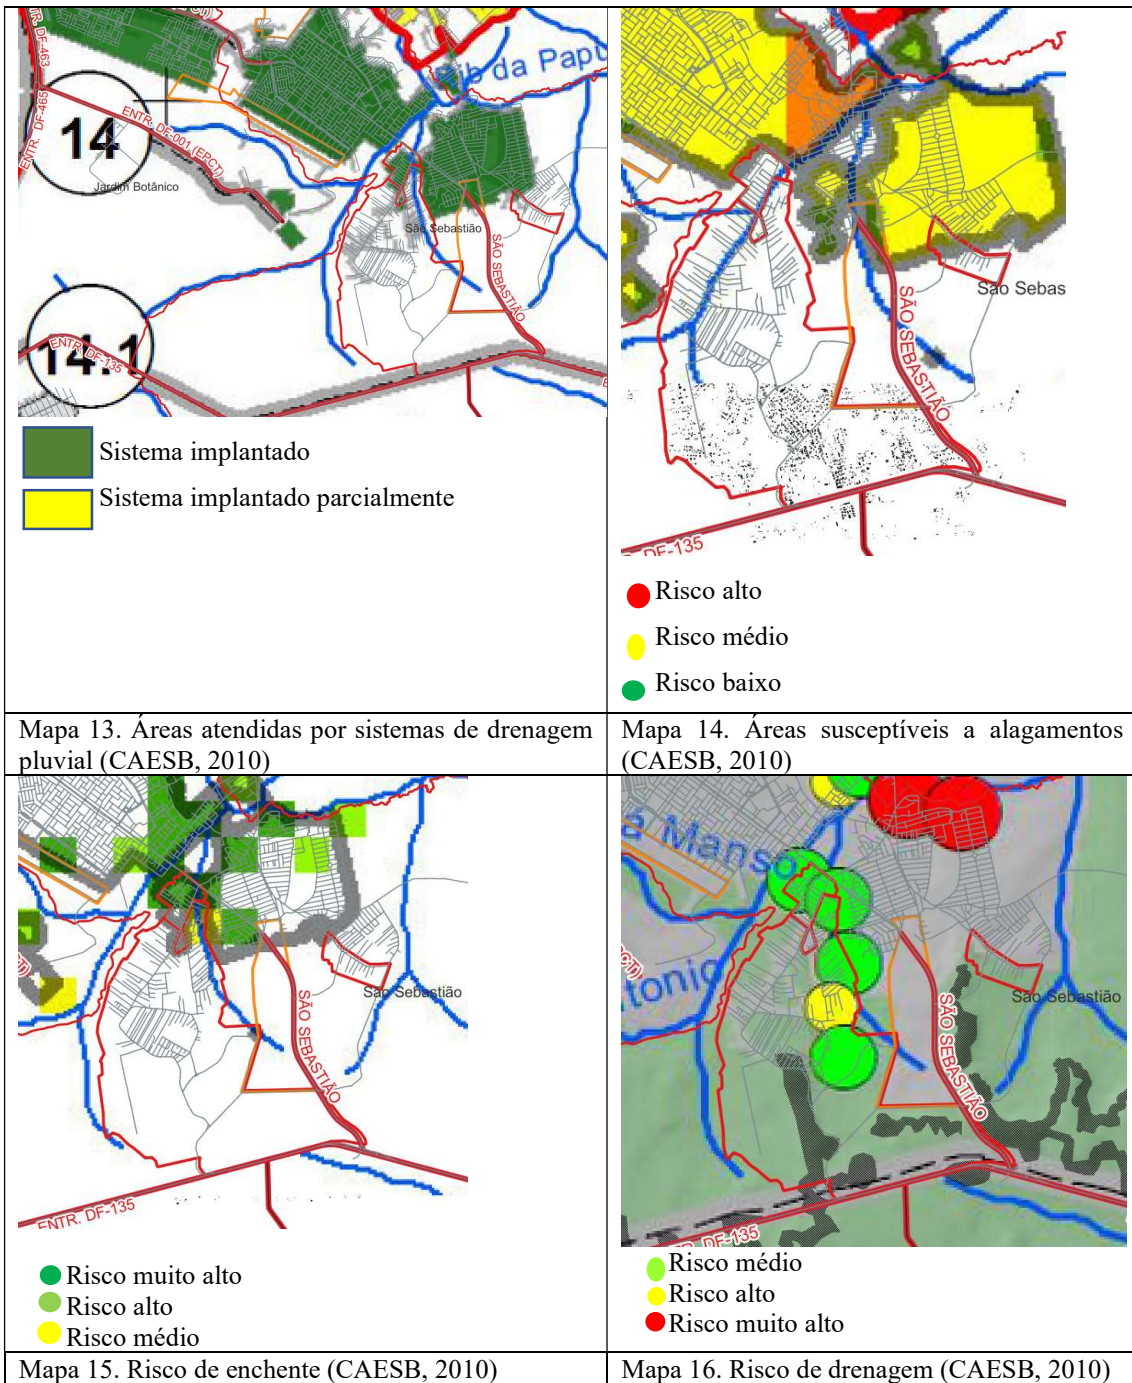 ENTR. DF-463
ENTR. DF-465
14
ENTR. DF-001 (EPCT)
Jardim Botânico
Rib da Papu
São Sebastião
SÃO SEBASTIÃO
14.1
ENTR. DF-135
Sistema implantado
Sistema implantado parcialmente
São Sebas
SÃO SEBASTIÃO
DF-135
Risco alto
Risco médio
Risco baixo
Mapa 13. Áreas atendidas por sistemas de drenagem
pluvial (CAESB, 2010)
Mapa 14. Áreas susceptíveis a alagamentos
(CAESB, 2010)
CT)
São Sebastião
SÃO SEBASTIÃO
ENTR. DF-135
Risco muito alto
Risco alto
Risco médio
á Manso
tonio
CT)
São Sebastião
SÃO SEBASTIÃO
DF-135
Risco médio
Risco alto
Risco muito alto
Mapa 15. Risco de enchente (CAESB, 2010)
Mapa 16. Risco de drenagem (CAESB, 2010)